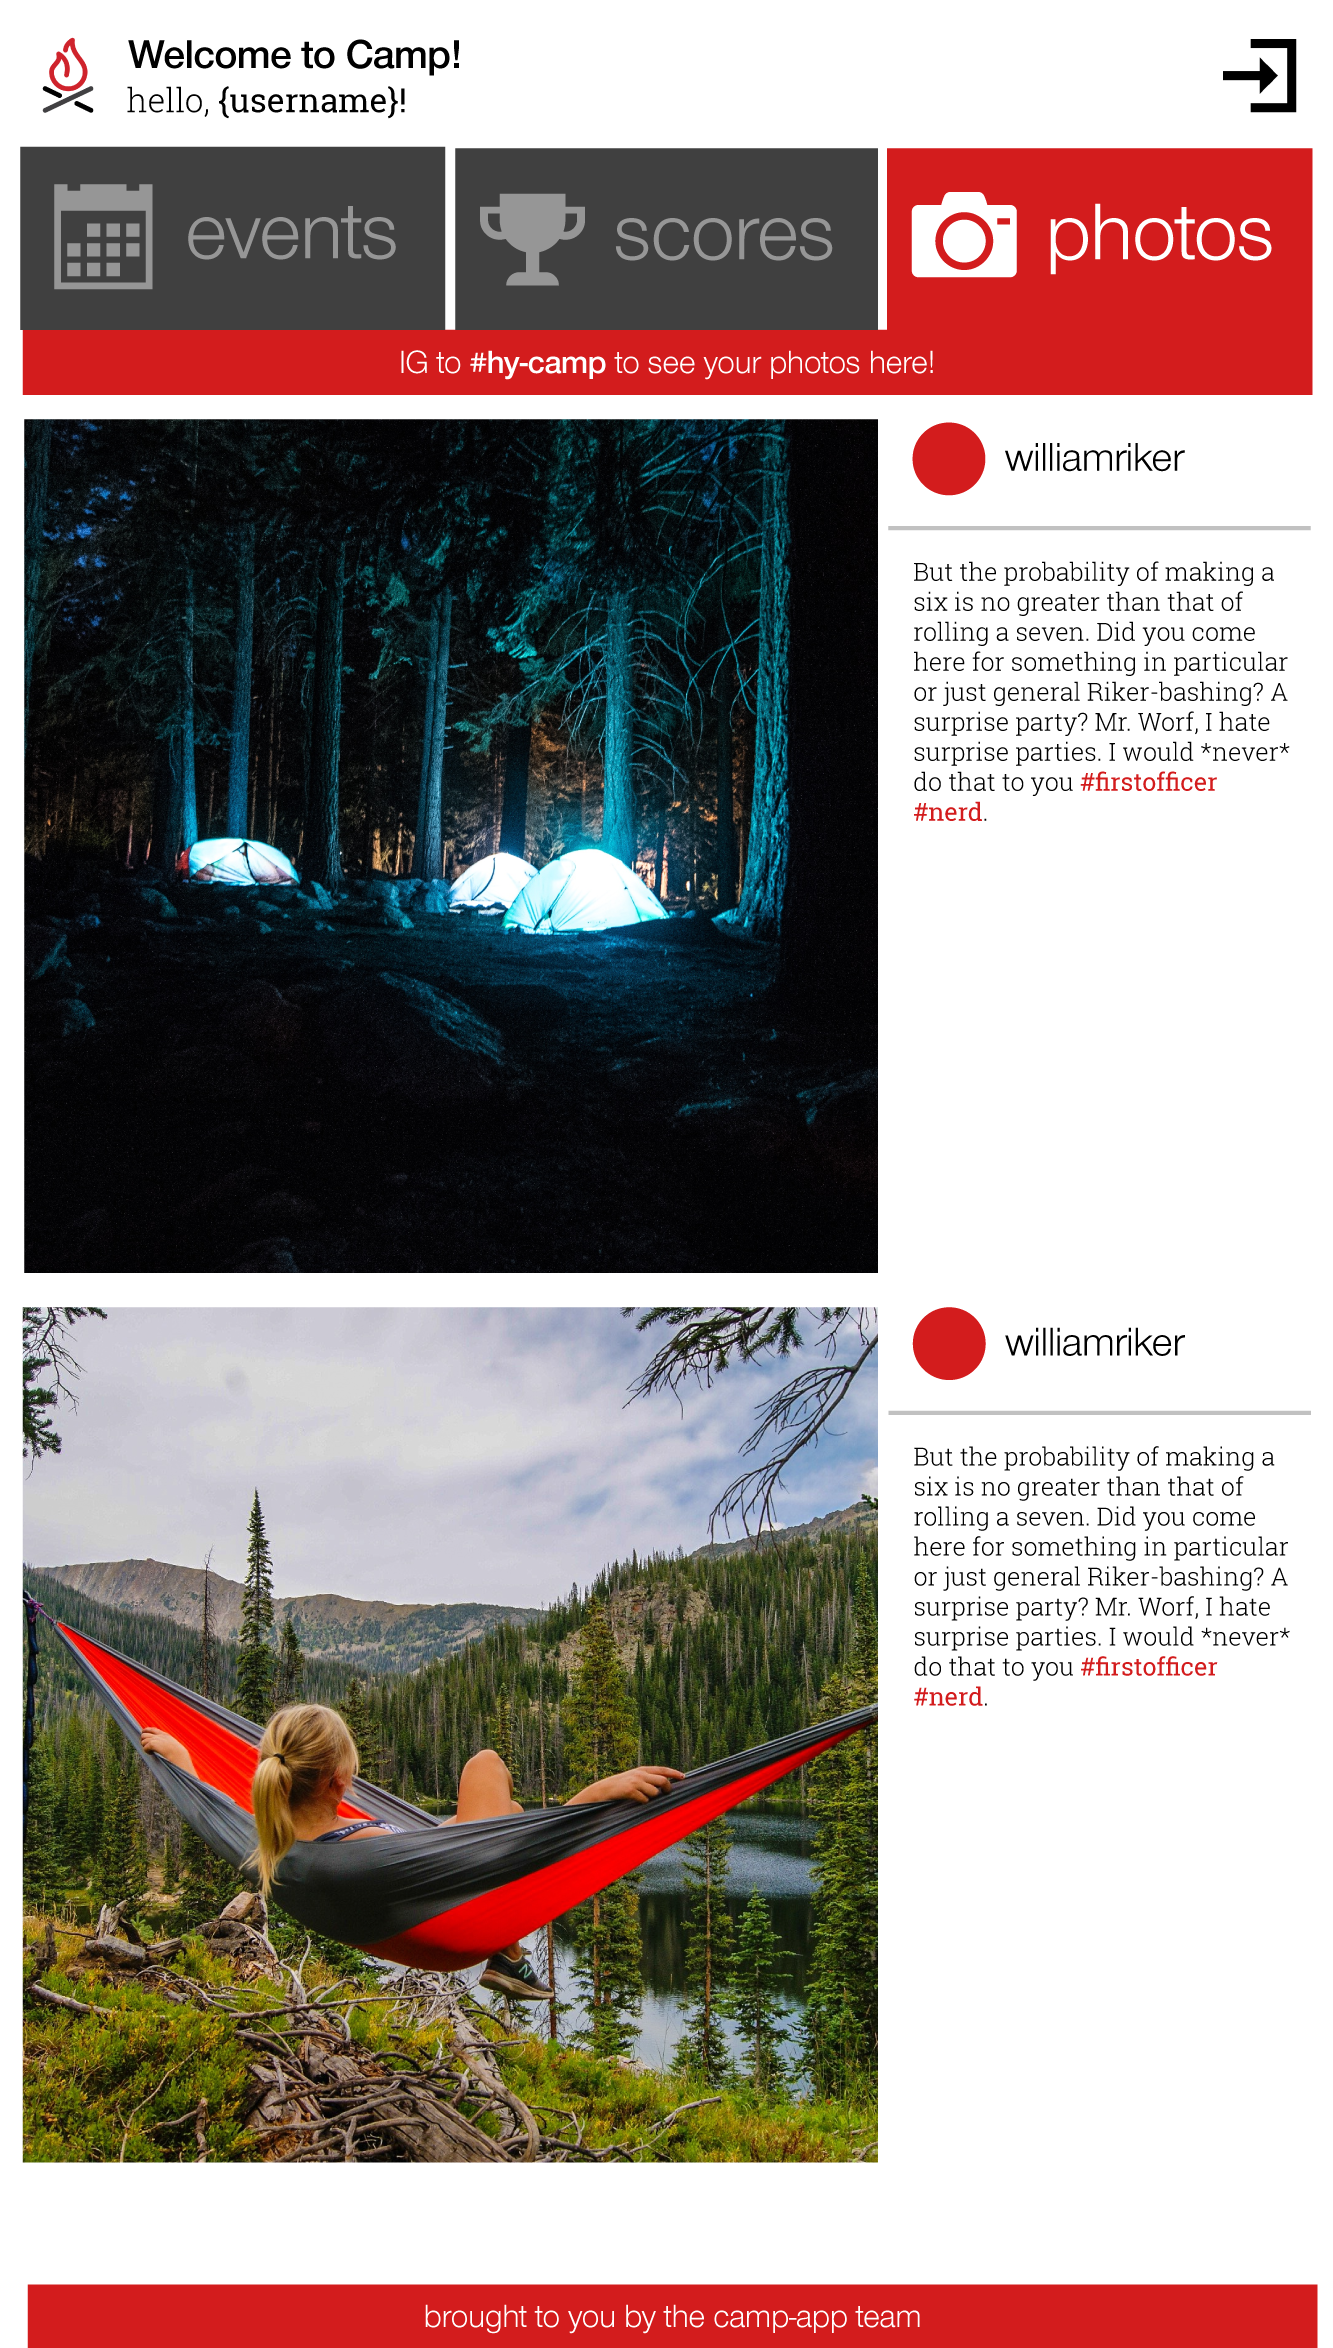 Welcome to Camp!
hello, {username}!
events
scores
photos
IG to #hy-camp to see your photos here!
williamriker
But the probability of making a
six is no greater than that of
rolling a seven. Did you come
here for something in particular
or just general Riker-bashing? A
surprise party? Mr. Worf, I hate
surprise parties. I would *never*
do that to you #firstofficer
#nerd.
williamriker
But the probability of making a
six is no greater than that of
rolling a seven. Did you come
here for something in particular
or just general Riker-bashing? A
surprise party? Mr. Worf, I hate
surprise parties. I would *never*
do that to you #firstofficer
#nerd.
brought to you by the camp-app team